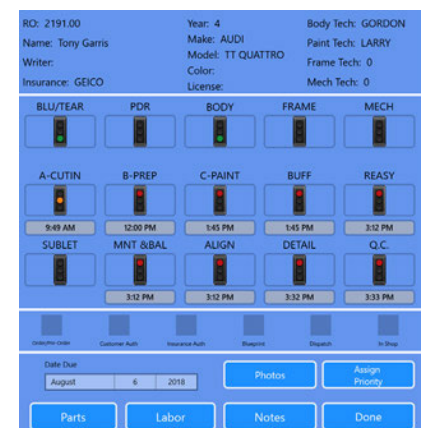 RO: 2191.00 Year: 4 Body Tech: GORDON
Name: Tony Garris Make: AUDI Paint Tech: LARRY
Writer: Model: TT QUATTRO Frame Tech: 0
Insurance: GEICO Color: Mech Tech: 0
License:
BLU/TEAR PDR BODY FRAME MECH
A-CUTIN B-PREP C-PAINT BUFF REASY
9:49 AM 12:00 PM 1:45 PM 1:45 PM 3:12 PM
SUBLET MNT &BAL ALIGN DETAIL Q.C.
3:12 PM 3:12 PM 3:32 PM 3:33 PM
Order/Pre-Order Customer Auth Insurance Auth Blueprint Dispatch In Shop
Date Due
August 6 2018
Photos Assign Priority
Parts Labor Notes Done